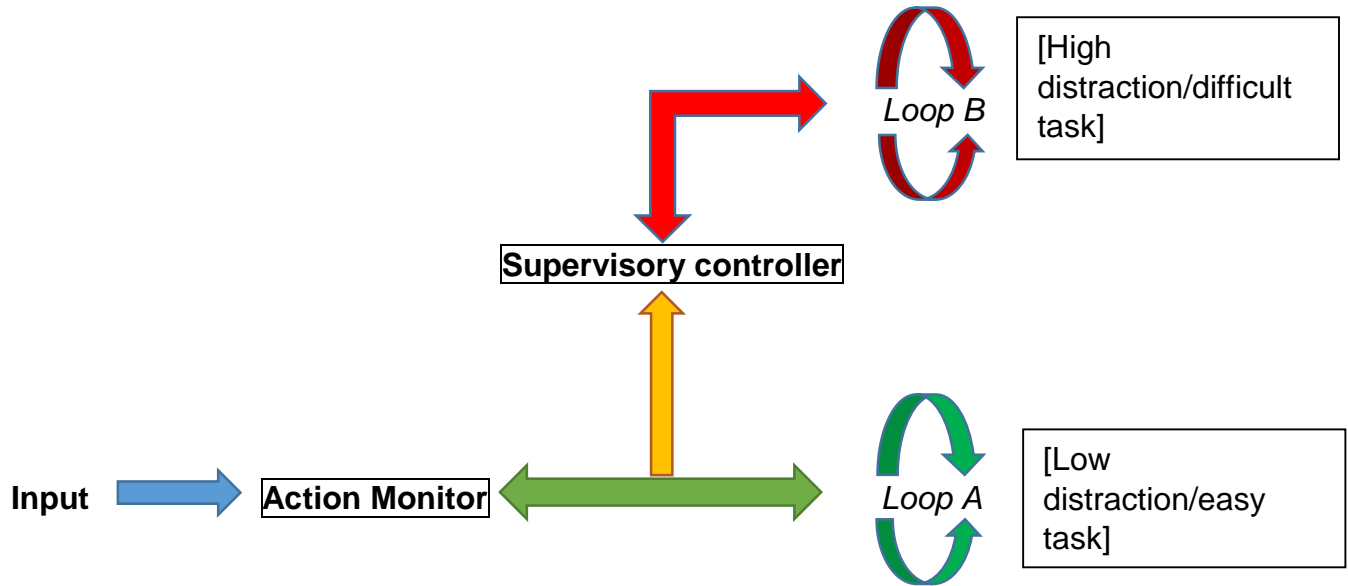 [High
distraction/difficult
task]
Loop B
Supervisory controller
Input
Action Monitor
Loop A
[Low
distraction/easy
task]